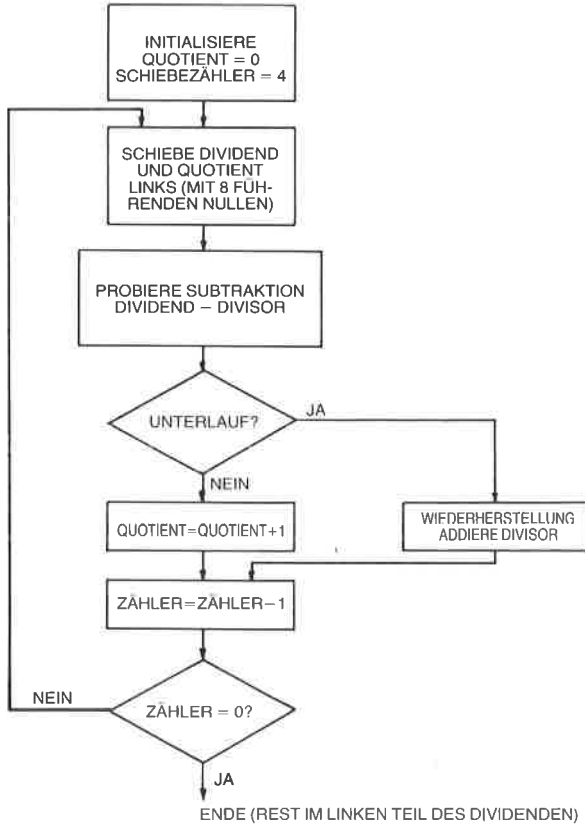 INITIALISIERE
QUOTIENT = 0
SCHIEBEZÄHLER = 4
SCHIEBE DIVIDEND
UND QUOTIENT
LINKS (MIT 8 FÜH-
RENDEN NULLEN)
PROBIERE SUBTRAKTION
DIVIDEND – DIVISOR
UNTERLAUF?
JA
NEIN
QUOTIENT=QUOTIENT+1
WIEDERHERSTELLUNG
ADDIERE DIVISOR
ZÄHLER=ZÄHLER–1
NEIN
ZÄHLER = 0?
JA
ENDE (REST IM LINKEN TEIL DES DIVIDENDEN)